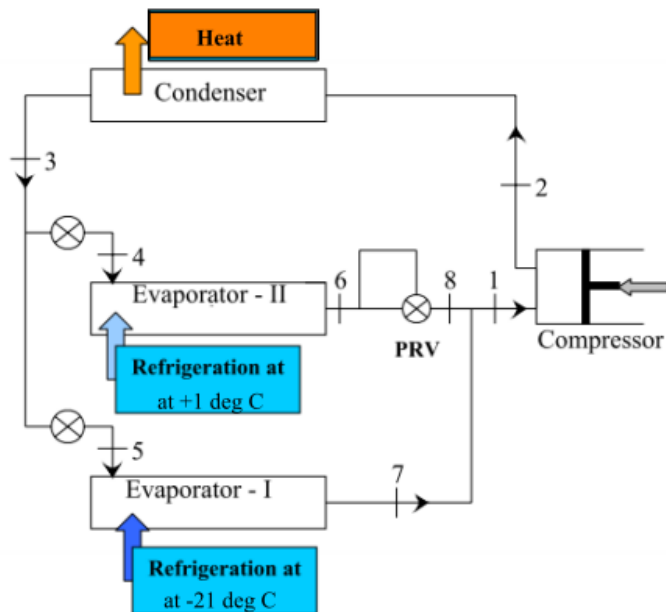 Heat
Condenser
3
2
4
6
8
1
Evaporator - II
PRV
Compressor
Refrigeration at
at +1 deg C
5
7
Evaporator - I
Refrigeration at
at -21 deg C